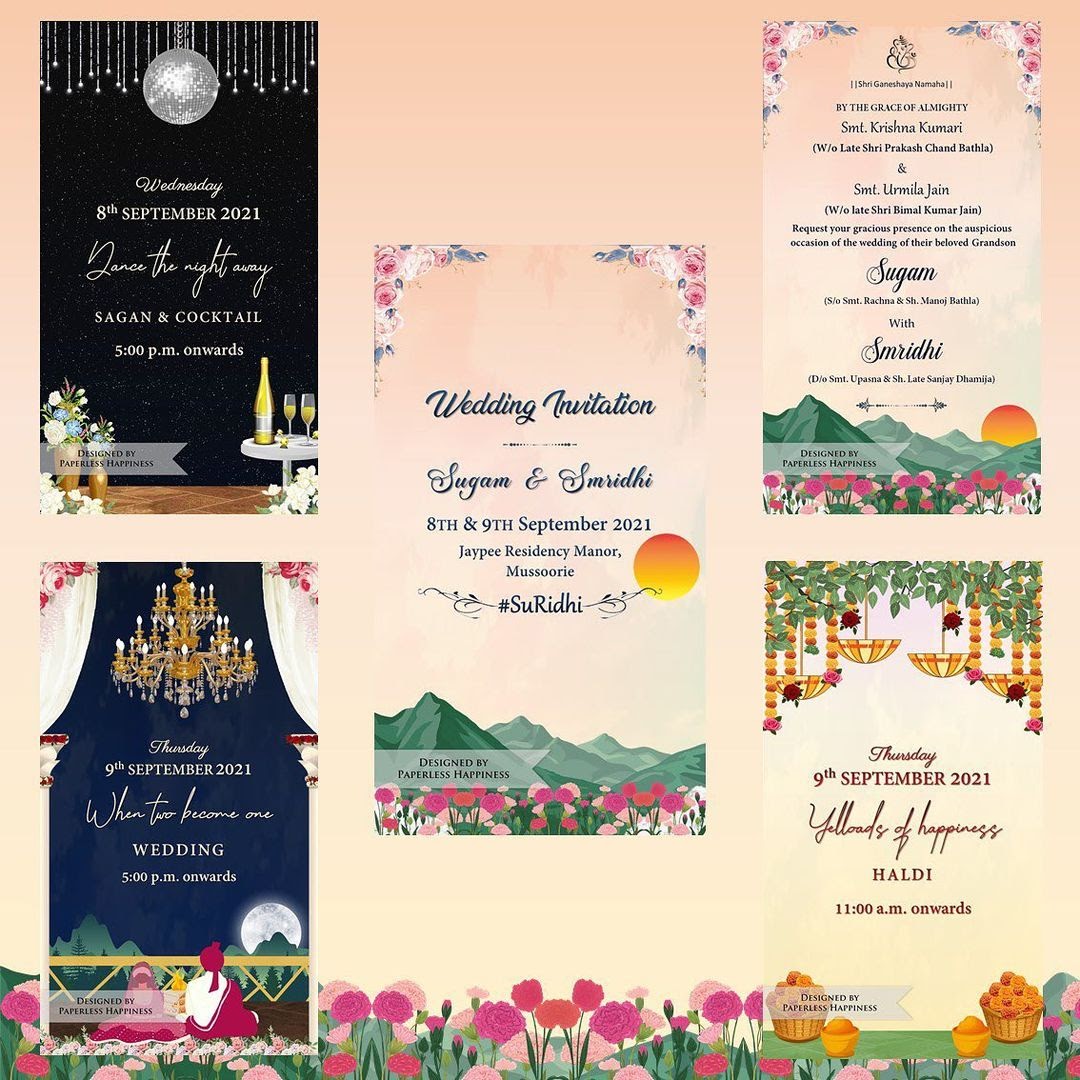 Wednesday
8th SEPTEMBER 2021
Dance the night away
SAGAN & COCKTAIL
5:00 p.m. onwards
DESIGNED BY
PAPERLESS HAPPINESS
Wedding Invitation
Sugam & Smridhi
8TH & 9TH September 2021
Jaypee Residency Manor,
Mussoorie
#SuRidhi
DESIGNED BY
PAPERLESS HAPPINESS
||Shri Ganeshaya Namaha||
BY THE GRACE OF ALMIGHTY
Smt. Krishna Kumari
(W/o Late Shri Prakash Chand Bathla)
&
Smt. Urmila Jain
(W/o late Shri Bimal Kumar Jain)
Request your gracious presence on the auspicious
occasion of the wedding of their beloved Grandson
Sugam
(S/o Smt. Rachna & Sh. Manoj Bathla)
With
Smridhi
(D/o Smt. Upasna & Sh. Late Sanjay Dhamija)
DESIGNED BY
PAPERLESS HAPPINESS
Thursday
9th SEPTEMBER 2021
When two become one
WEDDING
5:00 p.m. onwards
DESIGNED BY
PAPERLESS HAPPINESS
Thursday
9th SEPTEMBER 2021
Yelloads of happiness
HALDI
11:00 a.m. onwards
DESIGNED BY
PAPERLESS HAPPINESS